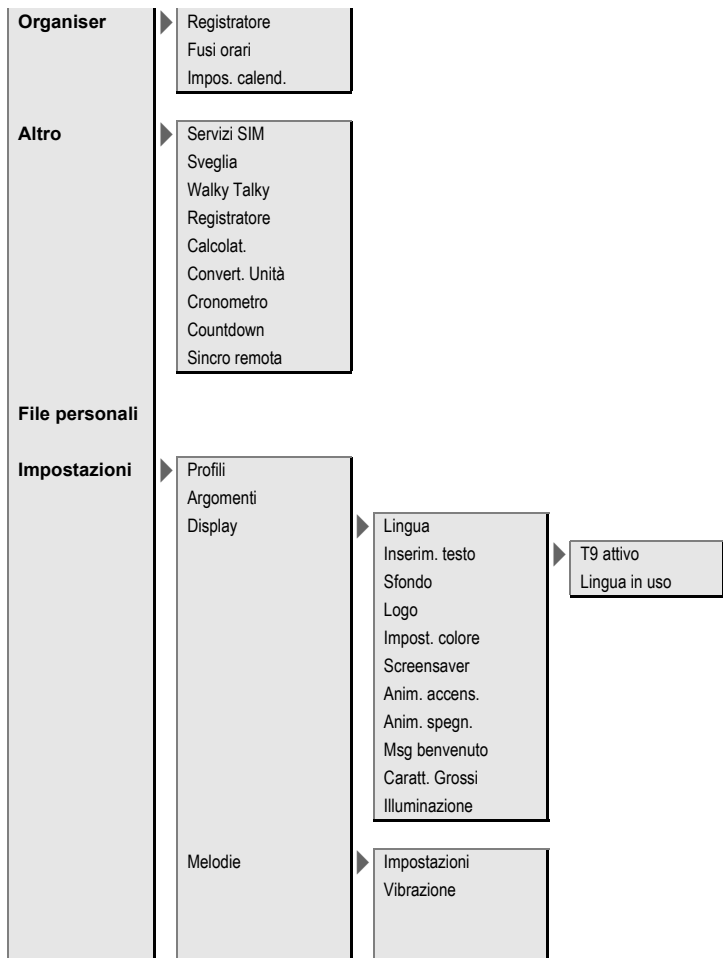 Organiser
Registratore
Fusi orari
Impos. calend.
Altro
Servizi SIM
Sveglia
Walky Talky
Registratore
Calcolat.
Convert. Unità
Cronometro
Countdown
Sincro remota
File personali
Impostazioni
Profili
Argomenti
Display
Lingua
Inserim. testo
T9 attivo
Lingua in uso
Sfondo
Logo
Impost. colore
Screensaver
Anim. accens.
Anim. spegn.
Msg benvenuto
Caratt. Grossi
Illuminazione
Melodie
Impostazioni
Vibrazione